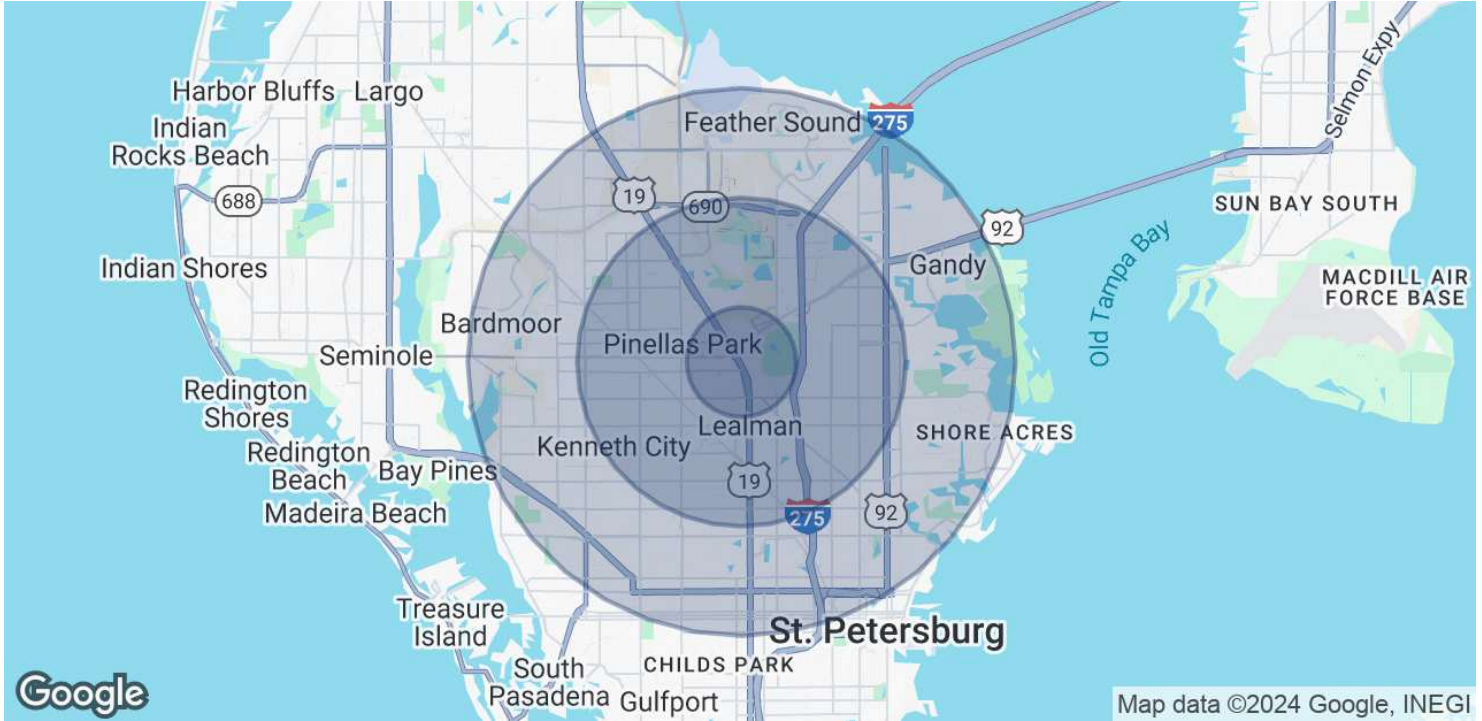 Harbor Bluffs
Largo
Feather Sound
275
Selmon Expy
Indian
Rocks Beach
19
690
688
SUN BAY SOUTH
92
Indian Shores
Gandy
Old Tampa Bay
MACDILL AIR
FORCE BASE
Bardmoor
Pinellas Park
Seminole
Redington
Shores
Lealman
SHORE ACRES
Kenneth City
Redington
Beach
Bay Pines
19
Madeira Beach
275
92
Treasure
Island
St. Petersburg
South
Pasadena
CHILDS PARK
Gulfport
Google
Map data ©2024 Google, INEGI